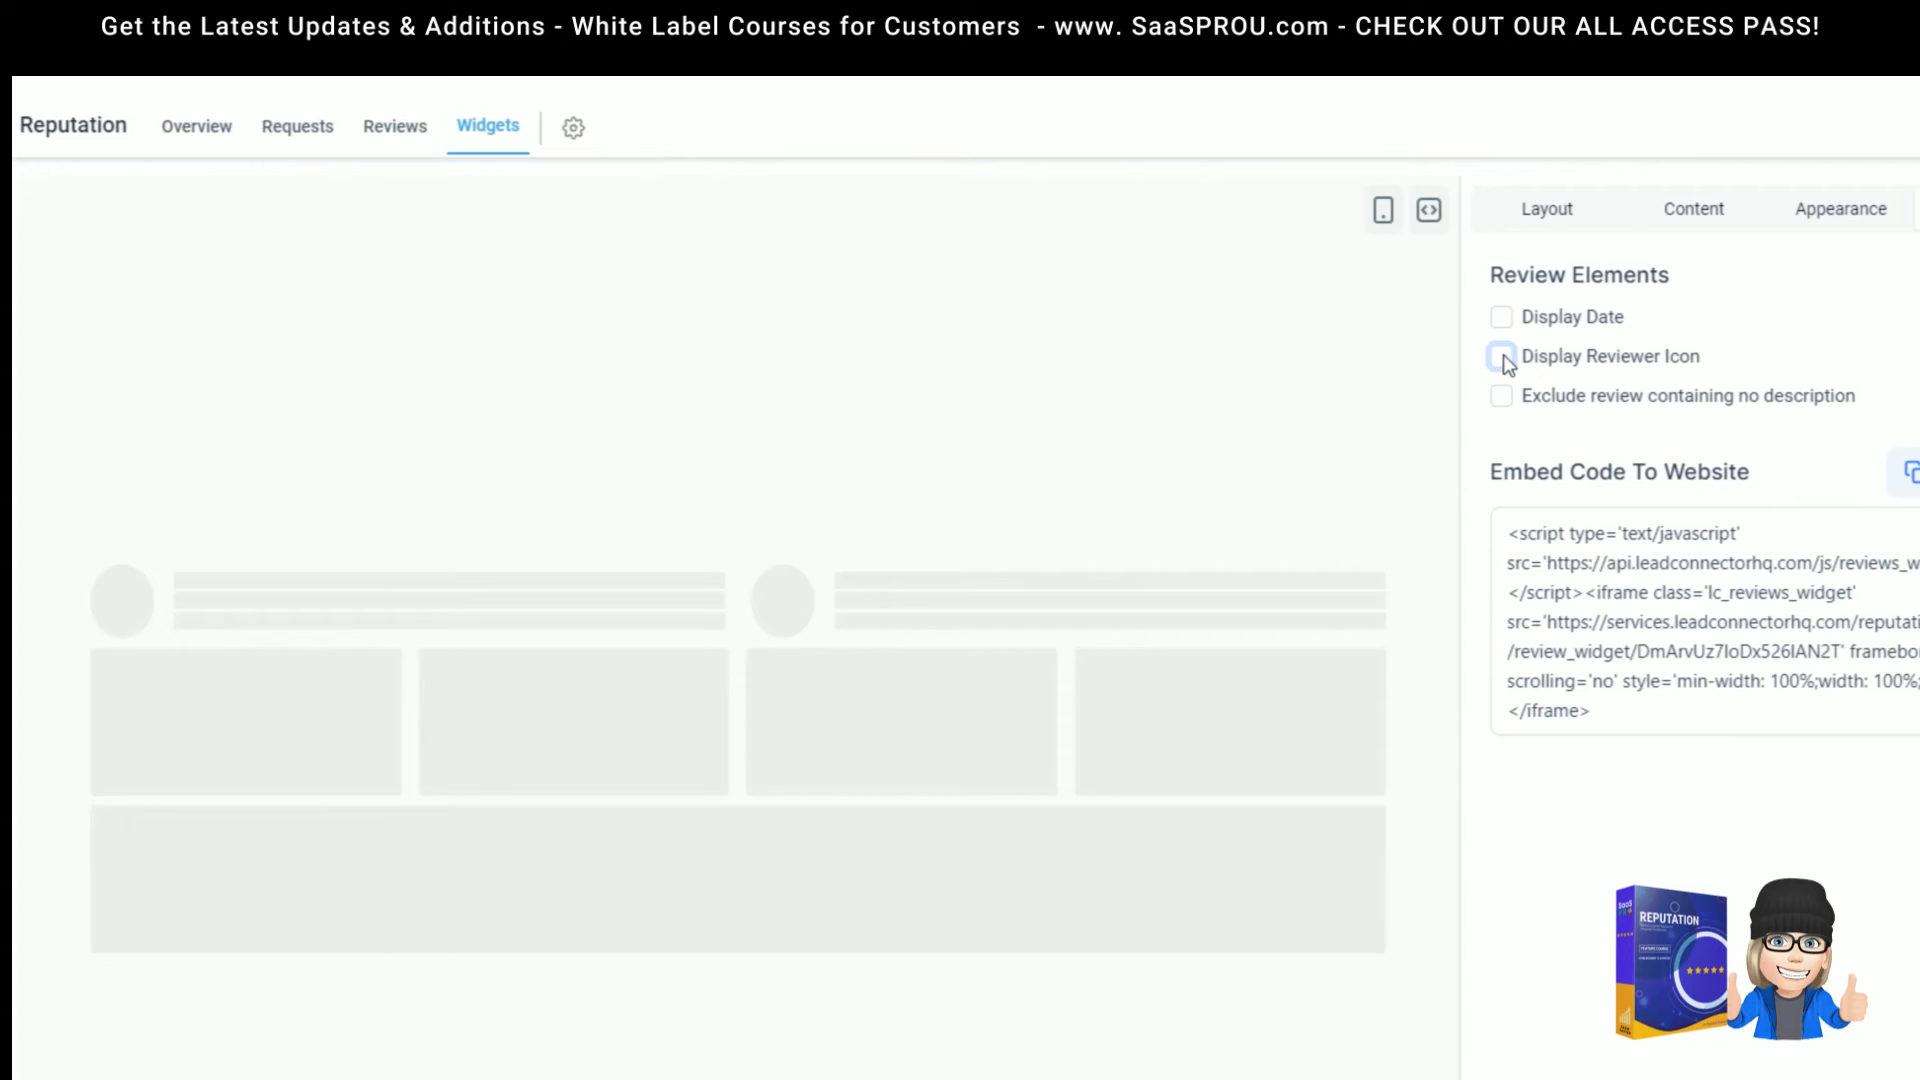 Get the Latest Updates & Additions - White Label Courses for Customers - www. SaaSPROU.com - CHECK OUT OUR ALL ACCESS PASS!
Reputation Overview Requests Reviews Widgets
Layout Content Appearance
Review Elements
Display Date
Display Reviewer Icon
Exclude review containing no description
Embed Code To Website
<script type='text/javascript'
src='https://api.leadconnectorhq.com/js/reviews_w
</script><iframe class='lc_reviews_widget'
src='https://services.leadconnectorhq.com/reputati
/review_widget/DmArvUz7IoDx526IAN2T' framebo
scrolling='no' style='min-width: 100%;width: 100%;
</iframe>
SaaS
REPUTATION